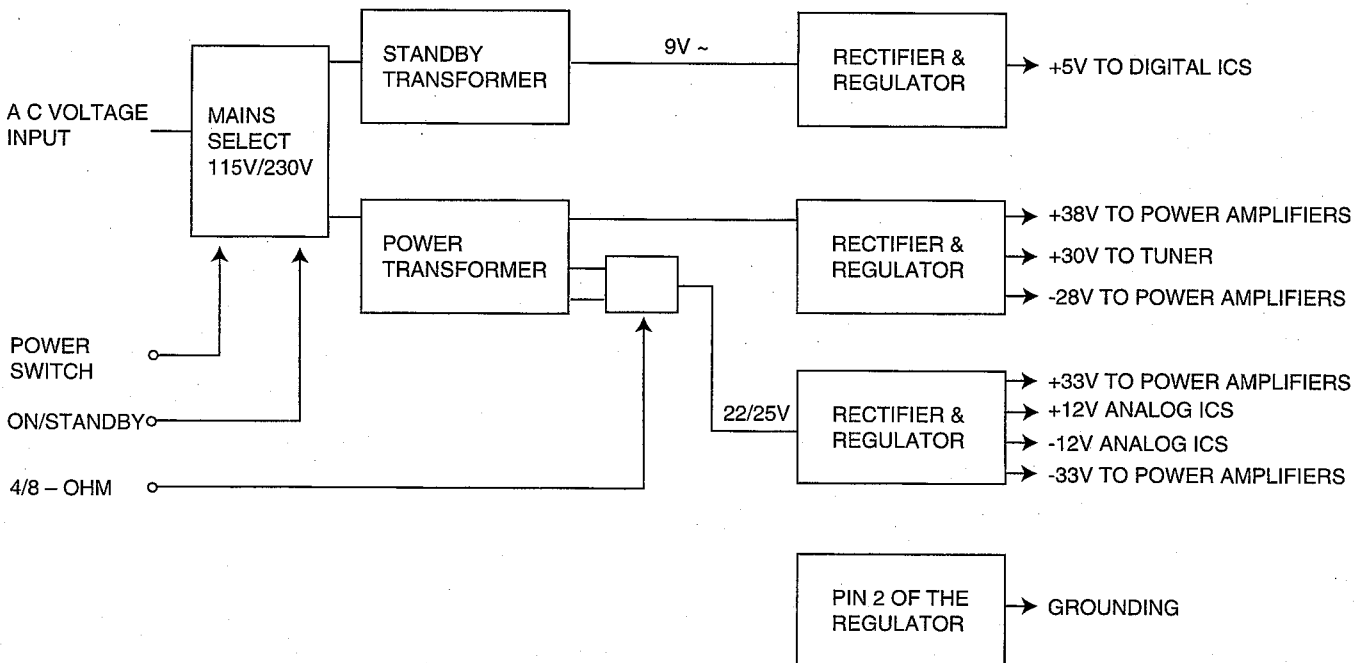 STANDBY
TRANSFORMER
9V ~
RECTIFIER &
REGULATOR
+5V TO DIGITAL ICS
A C VOLTAGE
INPUT
MAINS
SELECT
115V/230V
POWER
TRANSFORMER
RECTIFIER &
REGULATOR
+38V TO POWER AMPLIFIERS
+30V TO TUNER
-28V TO POWER AMPLIFIERS
POWER
SWITCH
ON/STANDBY
4/8 – OHM
22/25V
RECTIFIER &
REGULATOR
+33V TO POWER AMPLIFIERS
+12V ANALOG ICS
-12V ANALOG ICS
-33V TO POWER AMPLIFIERS
PIN 2 OF THE
REGULATOR
GROUNDING